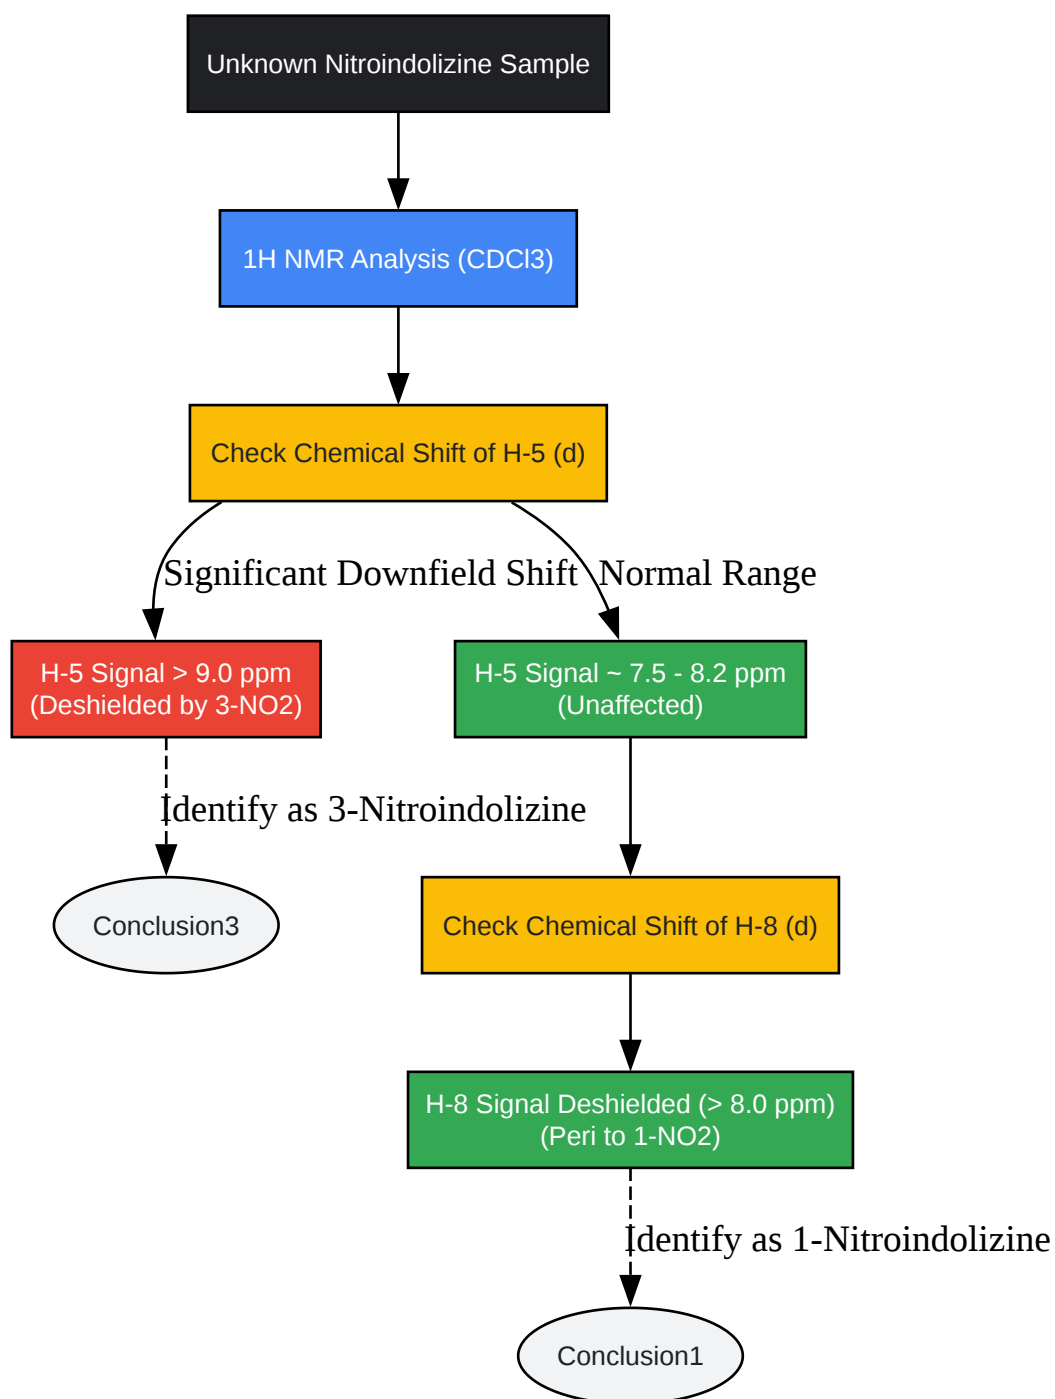 Unknown Nitroindolizine Sample
1H NMR Analysis (CDCl3)
Check Chemical Shift of H-5 (d)
Significant Downfield Shift
Normal Range
H-5 Signal > 9.0 ppm
(Deshielded by 3-NO2)
H-5 Signal ~ 7.5 - 8.2 ppm
(Unaffected)
Identify as 3-Nitroindolizine
Conclusion3
Check Chemical Shift of H-8 (d)
H-8 Signal Deshielded (> 8.0 ppm)
(Peri to 1-NO2)
Identify as 1-Nitroindolizine
Conclusion1